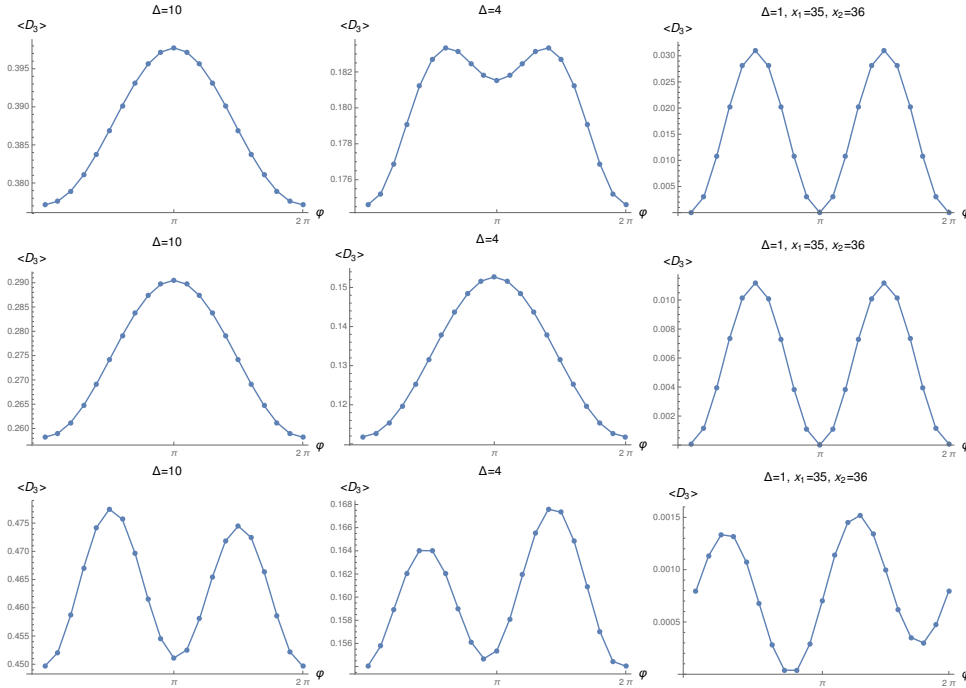 Δ=10
<D₃>
0.395
0.390
0.385
0.380
π
2 π
φ
Δ=4
<D₃>
0.182
0.180
0.178
0.176
π
2 π
φ
Δ=1, x₁=35, x₂=36
<D₃>
0.030
0.025
0.020
0.015
0.010
0.005
π
2 π
φ
Δ=10
<D₃>
0.290
0.285
0.280
0.275
0.270
0.265
0.260
π
2 π
φ
Δ=4
<D₃>
0.15
0.14
0.13
0.12
π
2 π
φ
Δ=1, x₁=35, x₂=36
<D₃>
0.010
0.008
0.006
0.004
0.002
π
2 π
φ
Δ=10
<D₃>
0.475
0.470
0.465
0.460
0.455
0.450
π
2 π
φ
Δ=4
<D₃>
0.168
0.166
0.164
0.162
0.160
0.158
0.156
π
2 π
φ
Δ=1, x₁=35, x₂=36
<D₃>
0.0015
0.0010
0.0005
π
2 π
φ